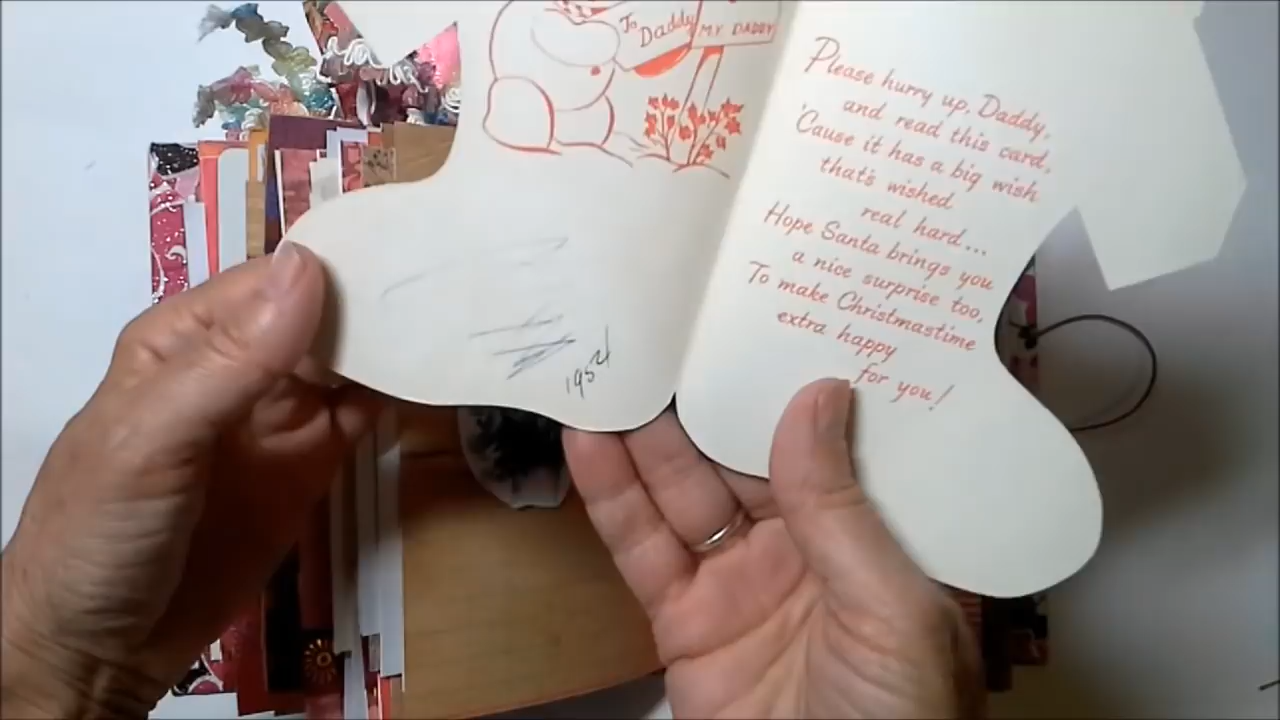 To Daddy
MY DADDY
1954
Please hurry up, Daddy,
and read this card,
'Cause it has a big wish
that's wished
real hard...
Hope Santa brings you
a nice surprise too,
To make Christmastime
extra happy
for you!